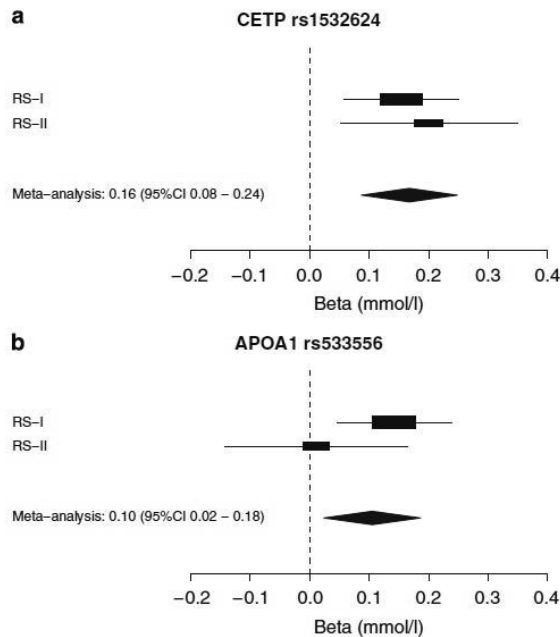 a
CETP rs1532624
RS−I
RS−II
Meta−analysis: 0.16 (95%CI 0.08 − 0.24)
−0.2 −0.1 0.0 0.1 0.2 0.3 0.4
Beta (mmol/l)
b
APOA1 rs533556
RS−I
RS−II
Meta−analysis: 0.10 (95%CI 0.02 − 0.18)
−0.2 −0.1 0.0 0.1 0.2 0.3 0.4
Beta (mmol/l)